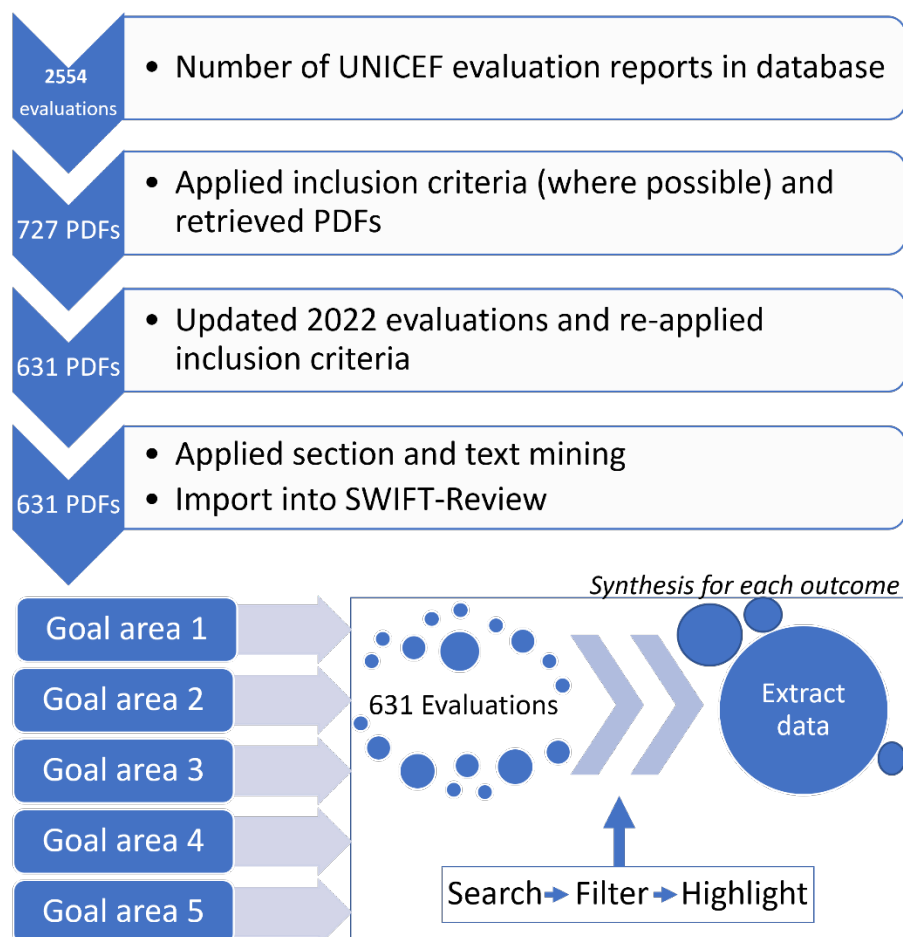 2554
evaluations
• Number of UNICEF evaluation reports in database
727 PDFs
• Applied inclusion criteria (where possible) and
retrieved PDFs
631 PDFs
• Updated 2022 evaluations and re-applied
inclusion criteria
631 PDFs
• Applied section and text mining
• Import into SWIFT-Review
Synthesis for each outcome
Goal area 1
Goal area 2
Goal area 3
Goal area 4
Goal area 5
631 Evaluations
Extract
data
Search Filter Highlight